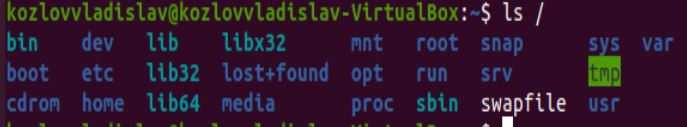 kozlovvladislav@kozlovvladislav-VirtualBox:~$ ls /
bin dev lib libx32 mnt root snap sys var
boot etc lib32 lost+found opt run srv tmp
cdrom home lib64 media proc sbin swapfile usr